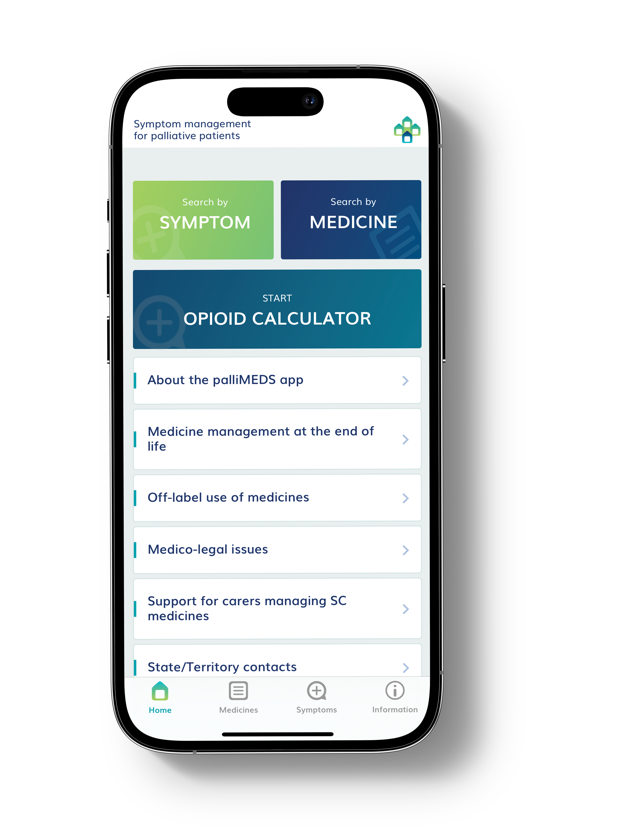 Symptom management
for palliative patients
Search by
SYMPTOM
Search by
MEDICINE
START
OPIOID CALCULATOR
About the palliMEDS app
Medicine management at the end of
life
Off-label use of medicines
Medico-legal issues
Support for carers managing SC
medicines
State/Territory contacts
Home
Medicines
Symptoms
Information